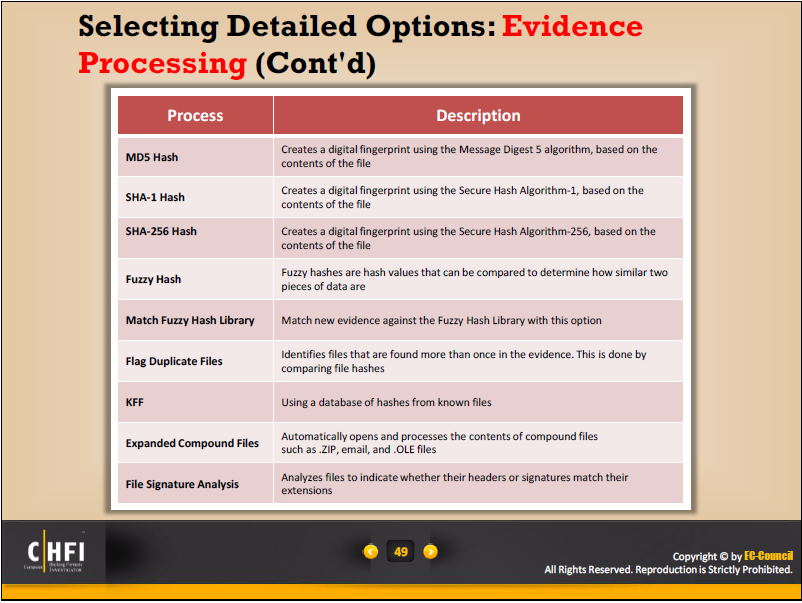 Selecting Detailed Options: Evidence
Processing (Cont'd)
Process Description
MD5 Hash
Creates a digital fingerprint using the Message Digest 5 algorithm, based on the
contents of the file
SHA-1 Hash
Creates a digital fingerprint using the Secure Hash Algorithm-1, based on the
contents of the file
SHA-256 Hash
Creates a digital fingerprint using the Secure Hash Algorithm-256, based on the
contents of the file
Fuzzy Hash
Fuzzy hashes are hash values that can be compared to determine how similar two
pieces of data are
Match Fuzzy Hash Library
Match new evidence against the Fuzzy Hash Library with this option
Flag Duplicate Files
Identifies files that are found more than once in the evidence. This is done by
comparing file hashes
KFF
Using a database of hashes from known files
Expanded Compound Files
Automatically opens and processes the contents of compound files
such as .ZIP, email, and .OLE files
File Signature Analysis
Analyzes files to indicate whether their headers or signatures match their
extensions
CHFI
Computer Hacking Forensic
INVESTIGATOR
49
Copyright © by EC-Council
All Rights Reserved. Reproduction is Strictly Prohibited.